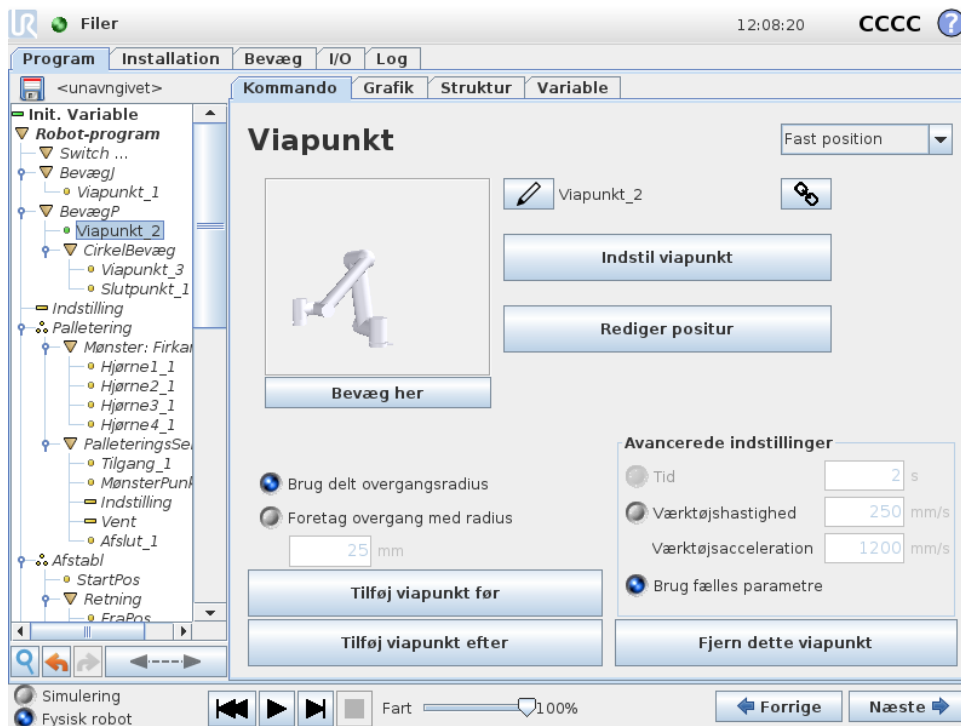 UR Filer 12:08:20 CCCC ?
Program Installation Bevæg I/O Log
<unavngivet>
Kommando Grafik Struktur Variable
Init. Variable
Robot-program
Switch ...
BevægJ
Viapunkt_1
BevægP
Viapunkt_2
CirkelBevæg
Viapunkt_3
Slutpunkt_1
Indstilling
Palletering
Mønster: Firkan
Hjørne1_1
Hjørne2_1
Hjørne3_1
Hjørne4_1
PalleteringsSe
Tilgang_1
MønsterPunk
Indstilling
Vent
Afslut_1
Afstabl
StartPos
Retning
FraPos
Viapunkt
Fast position
Viapunkt_2
Indstil viapunkt
Rediger positur
Bevæg her
Brug delt overgangsradius
Foretag overgang med radius
25 mm
Avancerede indstillinger
Tid 2 s
Værktøjshastighed 250 mm/s
Værktøjsacceleration 1200 mm/s
Brug fælles parametre
Tilføj viapunkt før
Tilføj viapunkt efter
Fjern dette viapunkt
Simulering
Fysisk robot
Fart 100%
Forrige
Næste